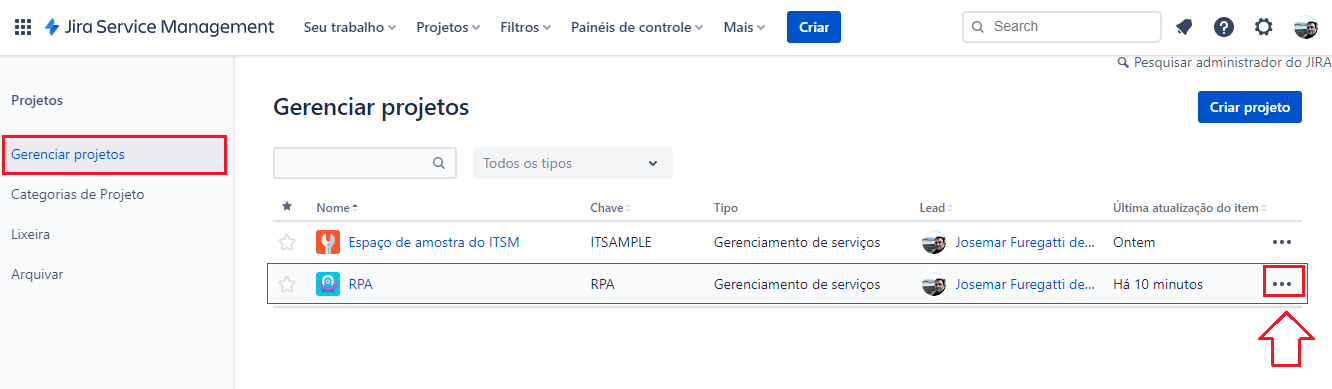 Jira Service Management Seu trabalho Projetos Filtros Painéis de controle Mais Criar Search
Pesquisar administrador do JIRA
Projetos
Gerenciar projetos
Categorias de Projeto
Lixeira
Arquivar
Gerenciar projetos
Criar projeto
Todos os tipos
Nome Chave Tipo Lead Última atualização do item
Espaço de amostra do ITSM ITSAMPLE Gerenciamento de serviços Josemar Furegatti de... Ontem
RPA RPA Gerenciamento de serviços Josemar Furegatti de... Há 10 minutos